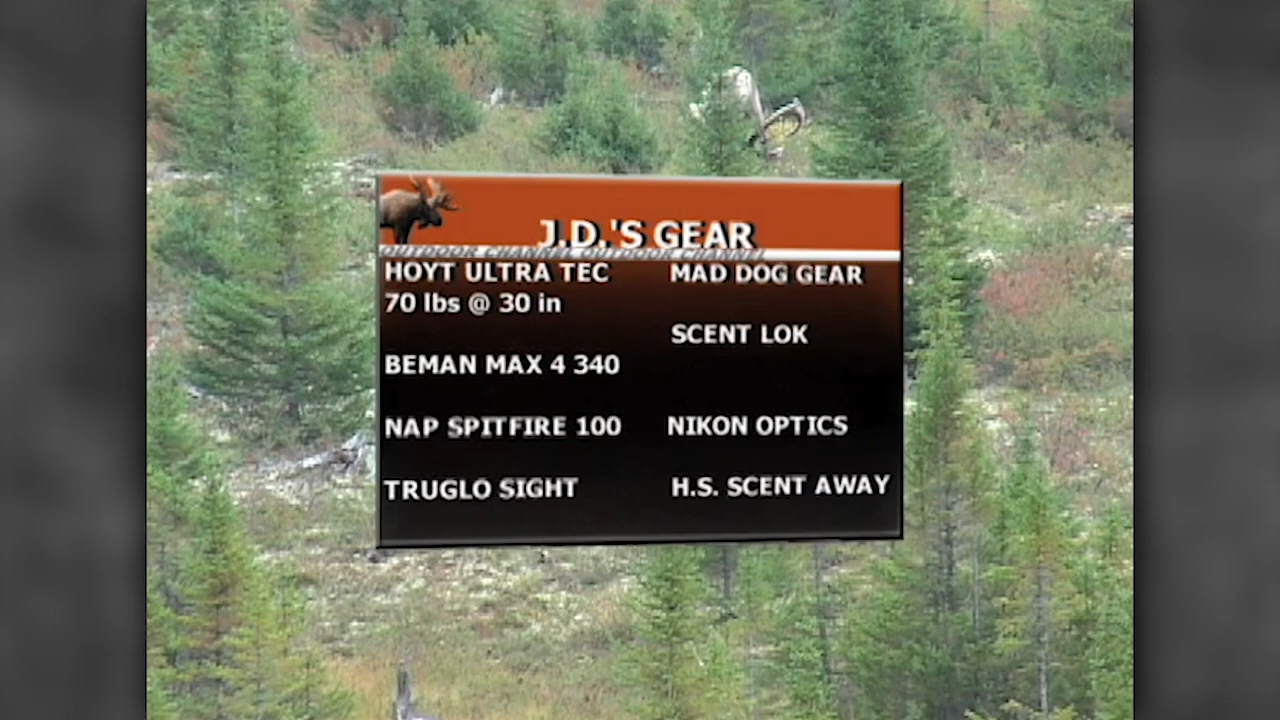 J.D.'S GEAR
OUTDOOR CHANNEL OUTDOOR CHANNEL
HOYT ULTRA TEC
70 lbs @ 30 in
BEMAN MAX 4 340
NAP SPITFIRE 100
TRUGLO SIGHT
MAD DOG GEAR
SCENT LOK
NIKON OPTICS
H.S. SCENT AWAY